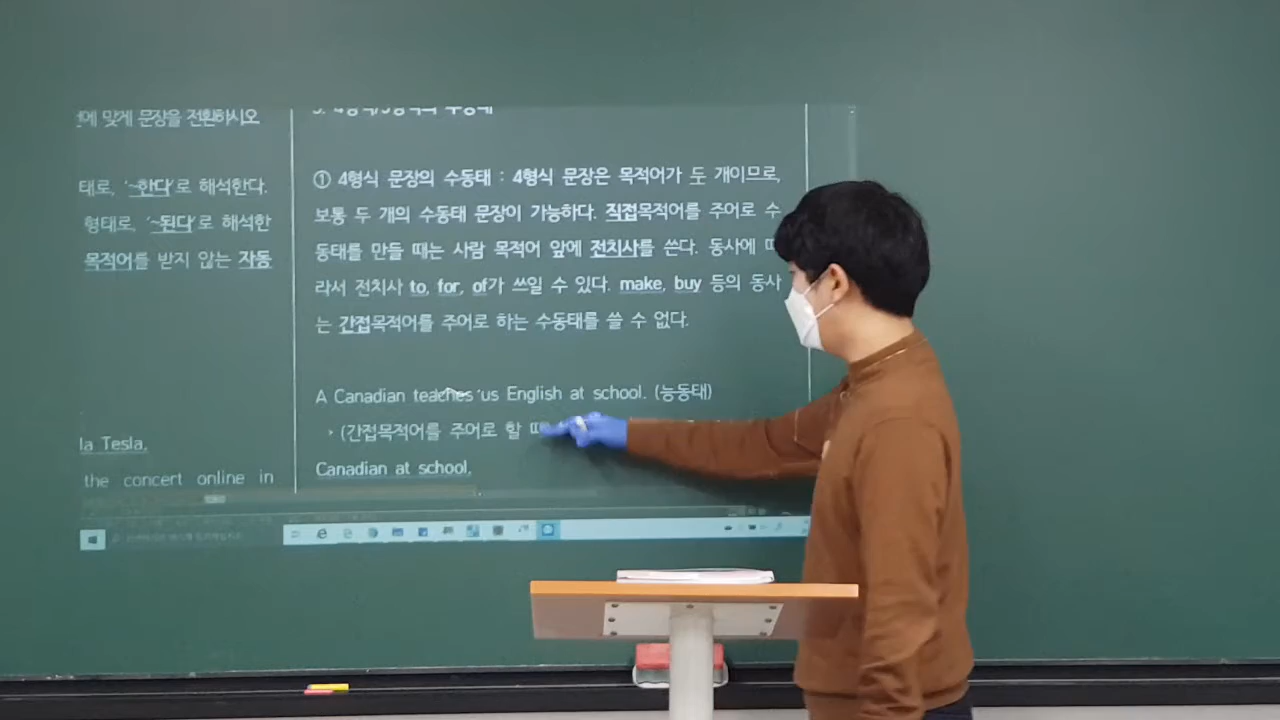 맞게 문장을 전환하시오
태로, '~한다'로 해석한다.
형태로, '~된다'로 해석한
목적어를 받지 않는 자동
la Tesla,
the concert online in
① 4형식 문장의 수동태 : 4형식 문장은 목적어가 두 개이므로,
보통 두 개의 수동태 문장이 가능하다. 직접목적어를 주어로 수
동태를 만들 때는 사람 목적어 앞에 전치사를 쓴다. 동사에 따
라서 전치사 to, for, of가 쓰일 수 있다. make, buy 등의 동사
는 간접목적어를 주어로 하는 수동태를 쓸 수 없다.
A Canadian teaches us English at school. (능동태)
(간접목적어를 주어로 할 때
Canadian at school.